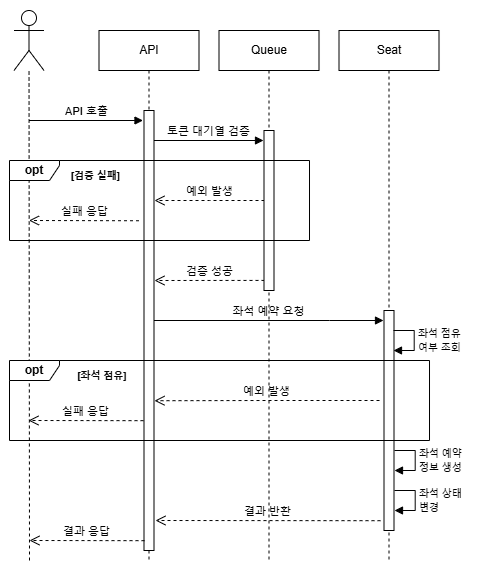 API
Queue
Seat
API 호출
토큰 대기열 검증
opt
[검증 실패]
예외 발생
실패 응답
검증 성공
좌석 예약 요청
좌석 점유
여부 조회
opt
[좌석 점유]
예외 발생
실패 응답
좌석 예약
정보 생성
좌석 상태
변경
결과 반환
결과 응답